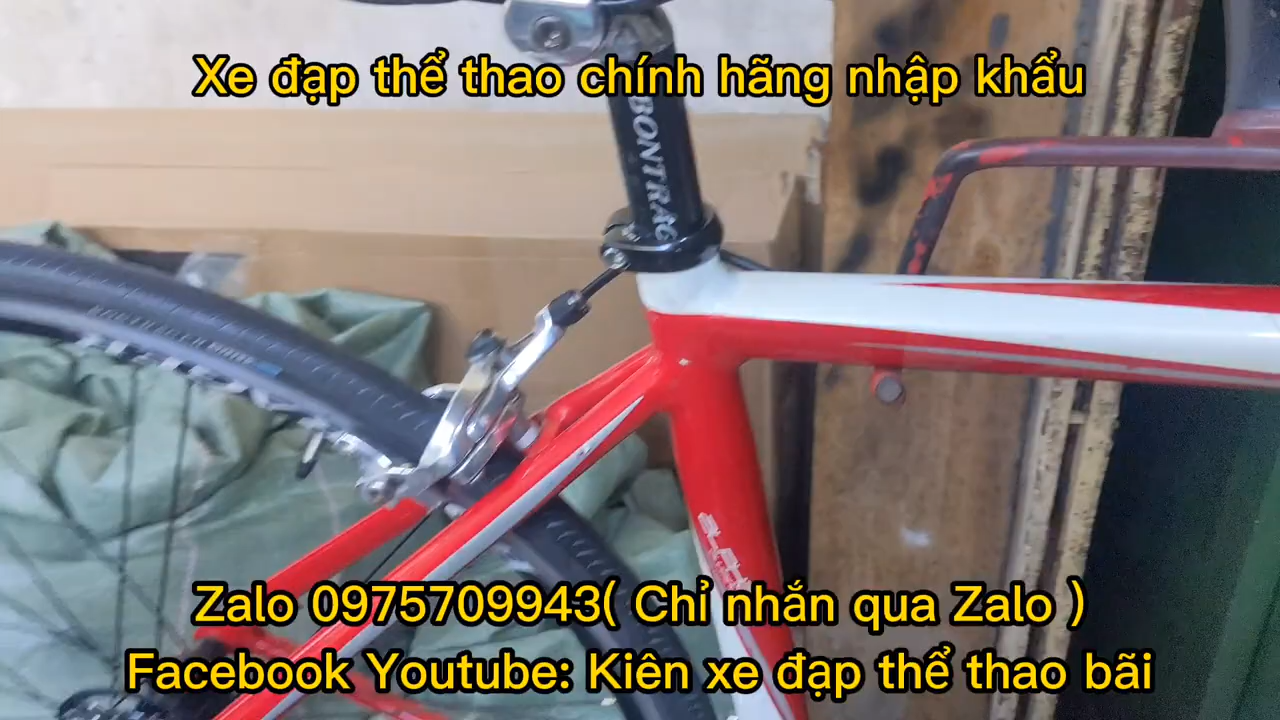 Xe đạp thể thao chính hãng nhập khẩu
BONTRAG
Zalo 0975709943( Chỉ nhắn qua Zalo )
Facebook Youtube: Kiên xe đạp thể thao bãi